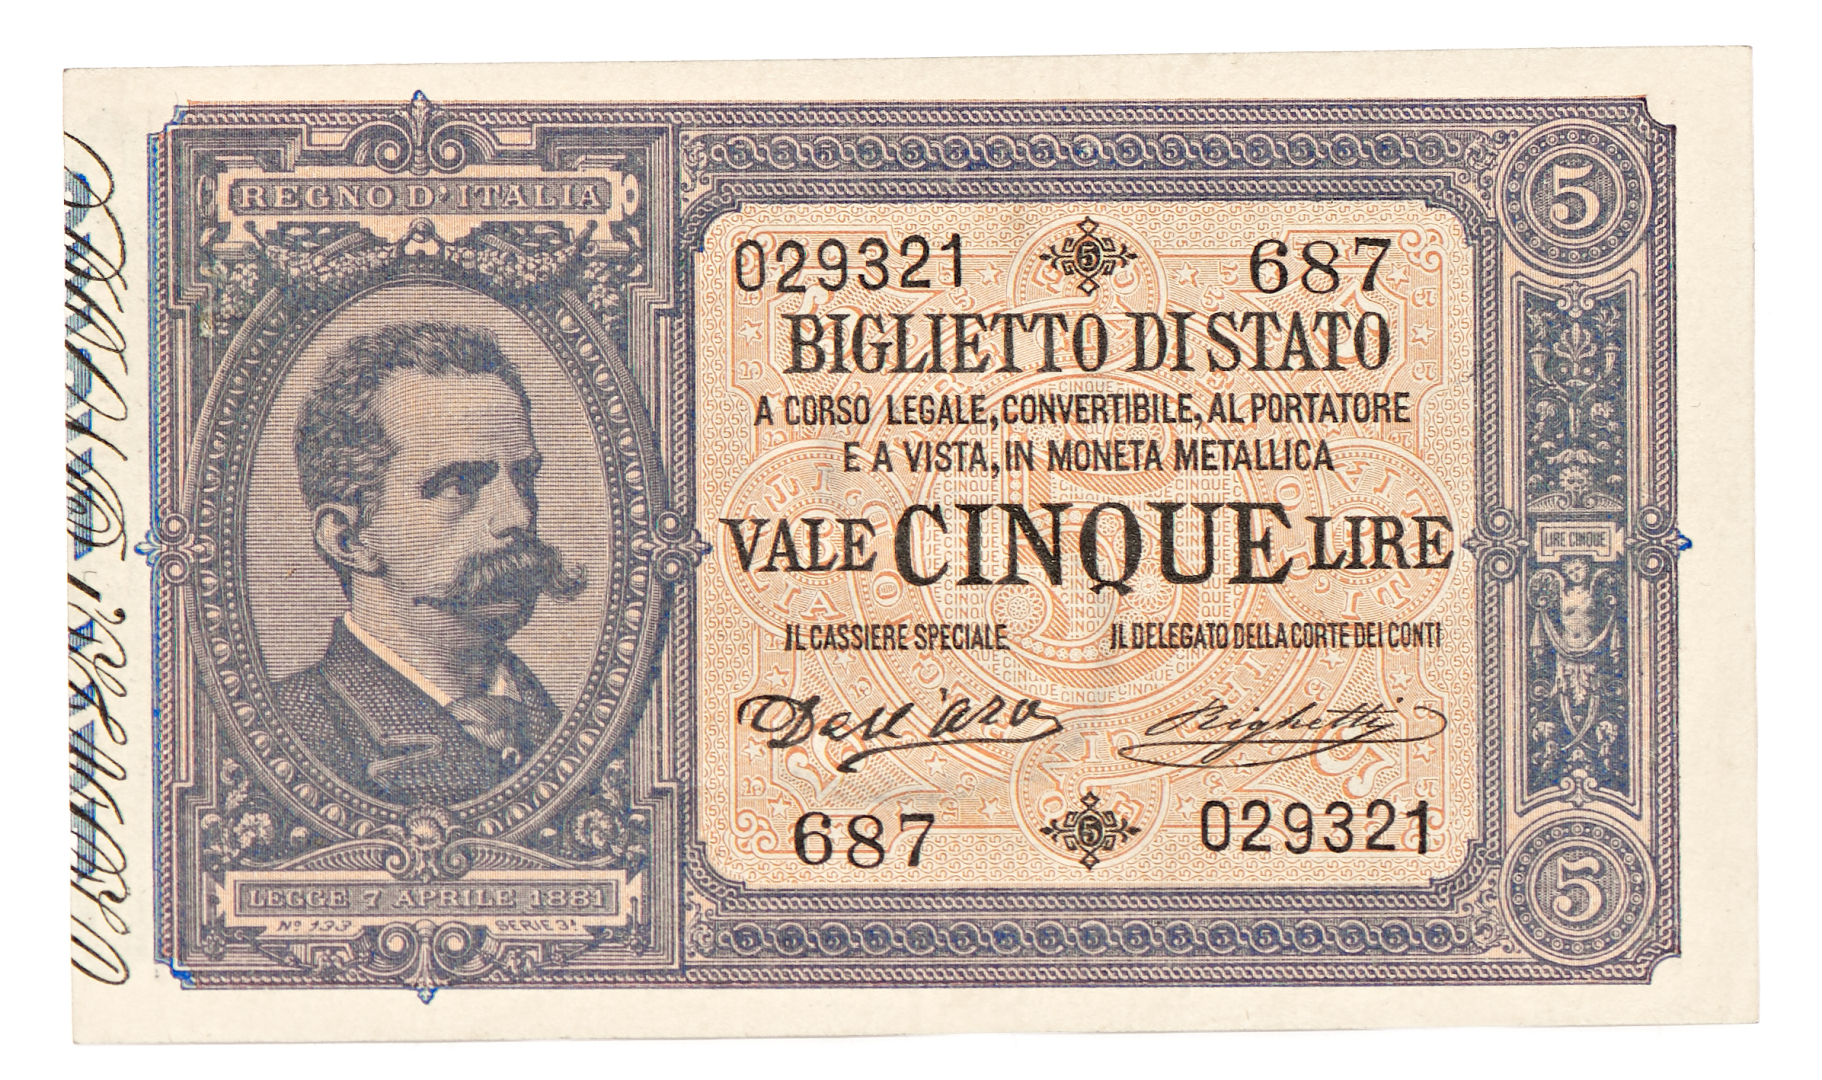 REGNO D'ITALIA
5
029321 5 687
BIGLIETTO DI STATO
A CORSO LEGALE, CONVERTIBILE, AL PORTATORE
E A VISTA, IN MONETA METALLICA
VALE CINQUE LIRE
LIRE CINQUE
IL CASSIERE SPECIALE IL DELEGATO DELLA CORTE DEI CONTI
Dell'Ara Righetti
687 5 029321
5
LEGGE 7 APRILE 1881